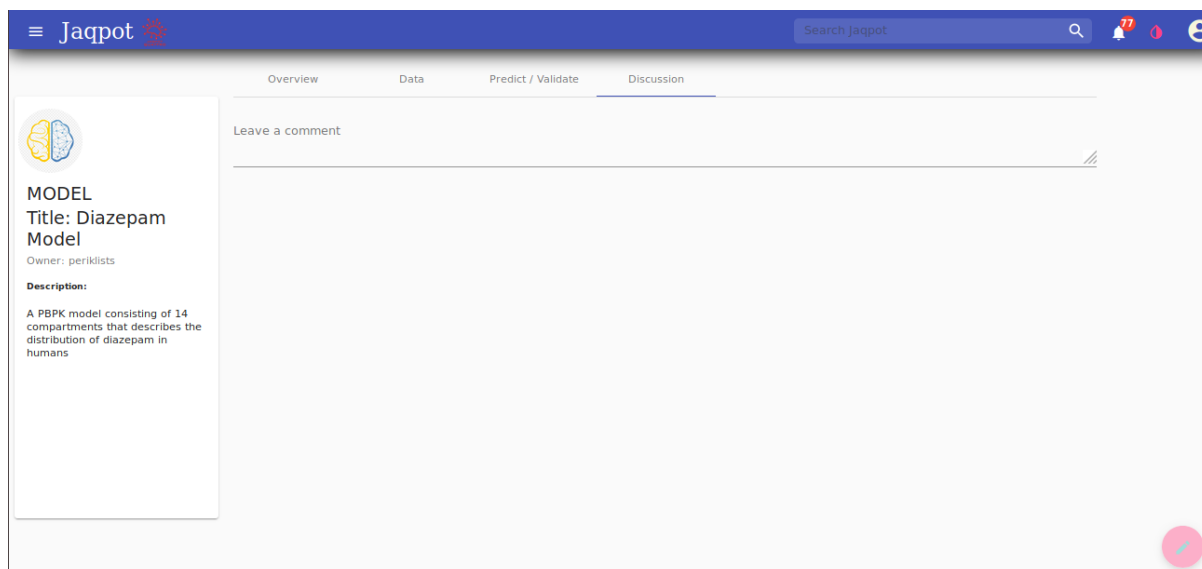 Jaqpot
Search Jaqpot
77
Overview
Data
Predict / Validate
Discussion
Leave a comment
MODEL
Title: Diazepam
Model
Owner: periklists
Description:
A PBPK model consisting of 14
compartments that describes the
distribution of diazepam in
humans